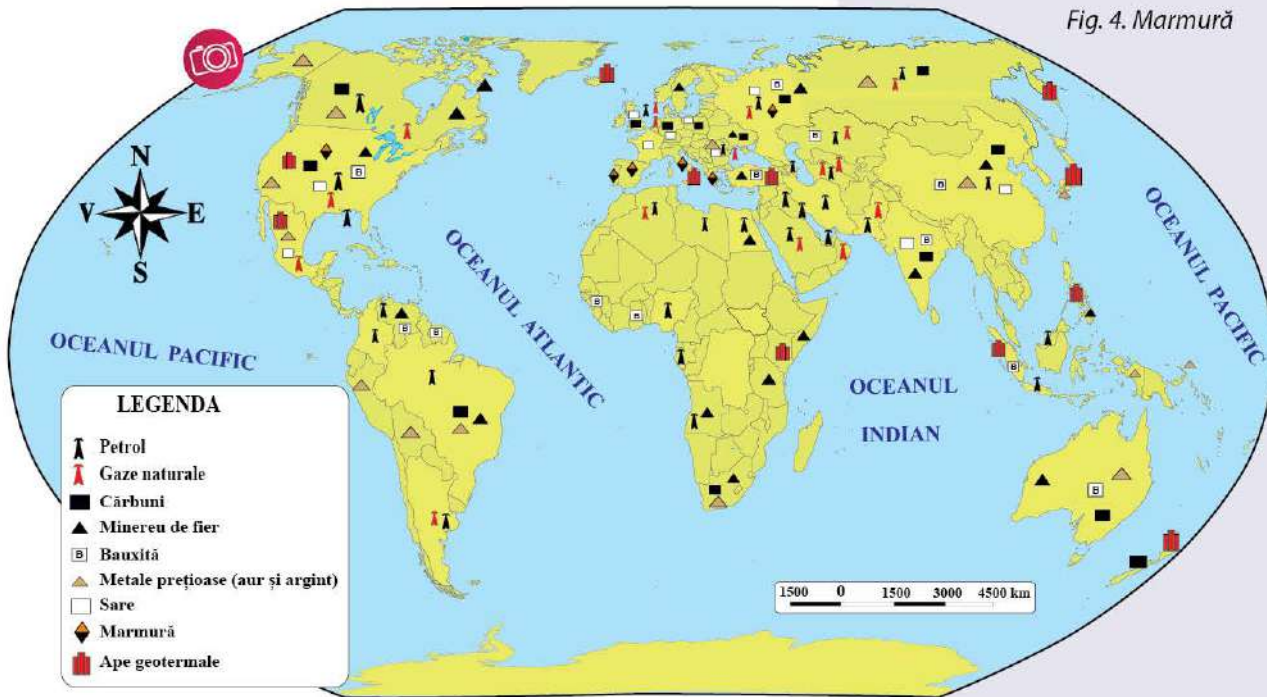 Fig. 4. Marmură
N
V E
S
OCEANUL PACIFIC
OCEANUL ATLANTIC
OCEANUL
INDIAN
OCEANUL PACIFIC
LEGENDA
Petrol
Gaze naturale
Cărbuni
Minereu de fier
B Bauxită
Metale prețioase (aur și argint)
Sare
Marmură
Ape geotermale
1500 0 1500 3000 4500 km
B
B
B
B
B
B
B
B
B
B
B
B